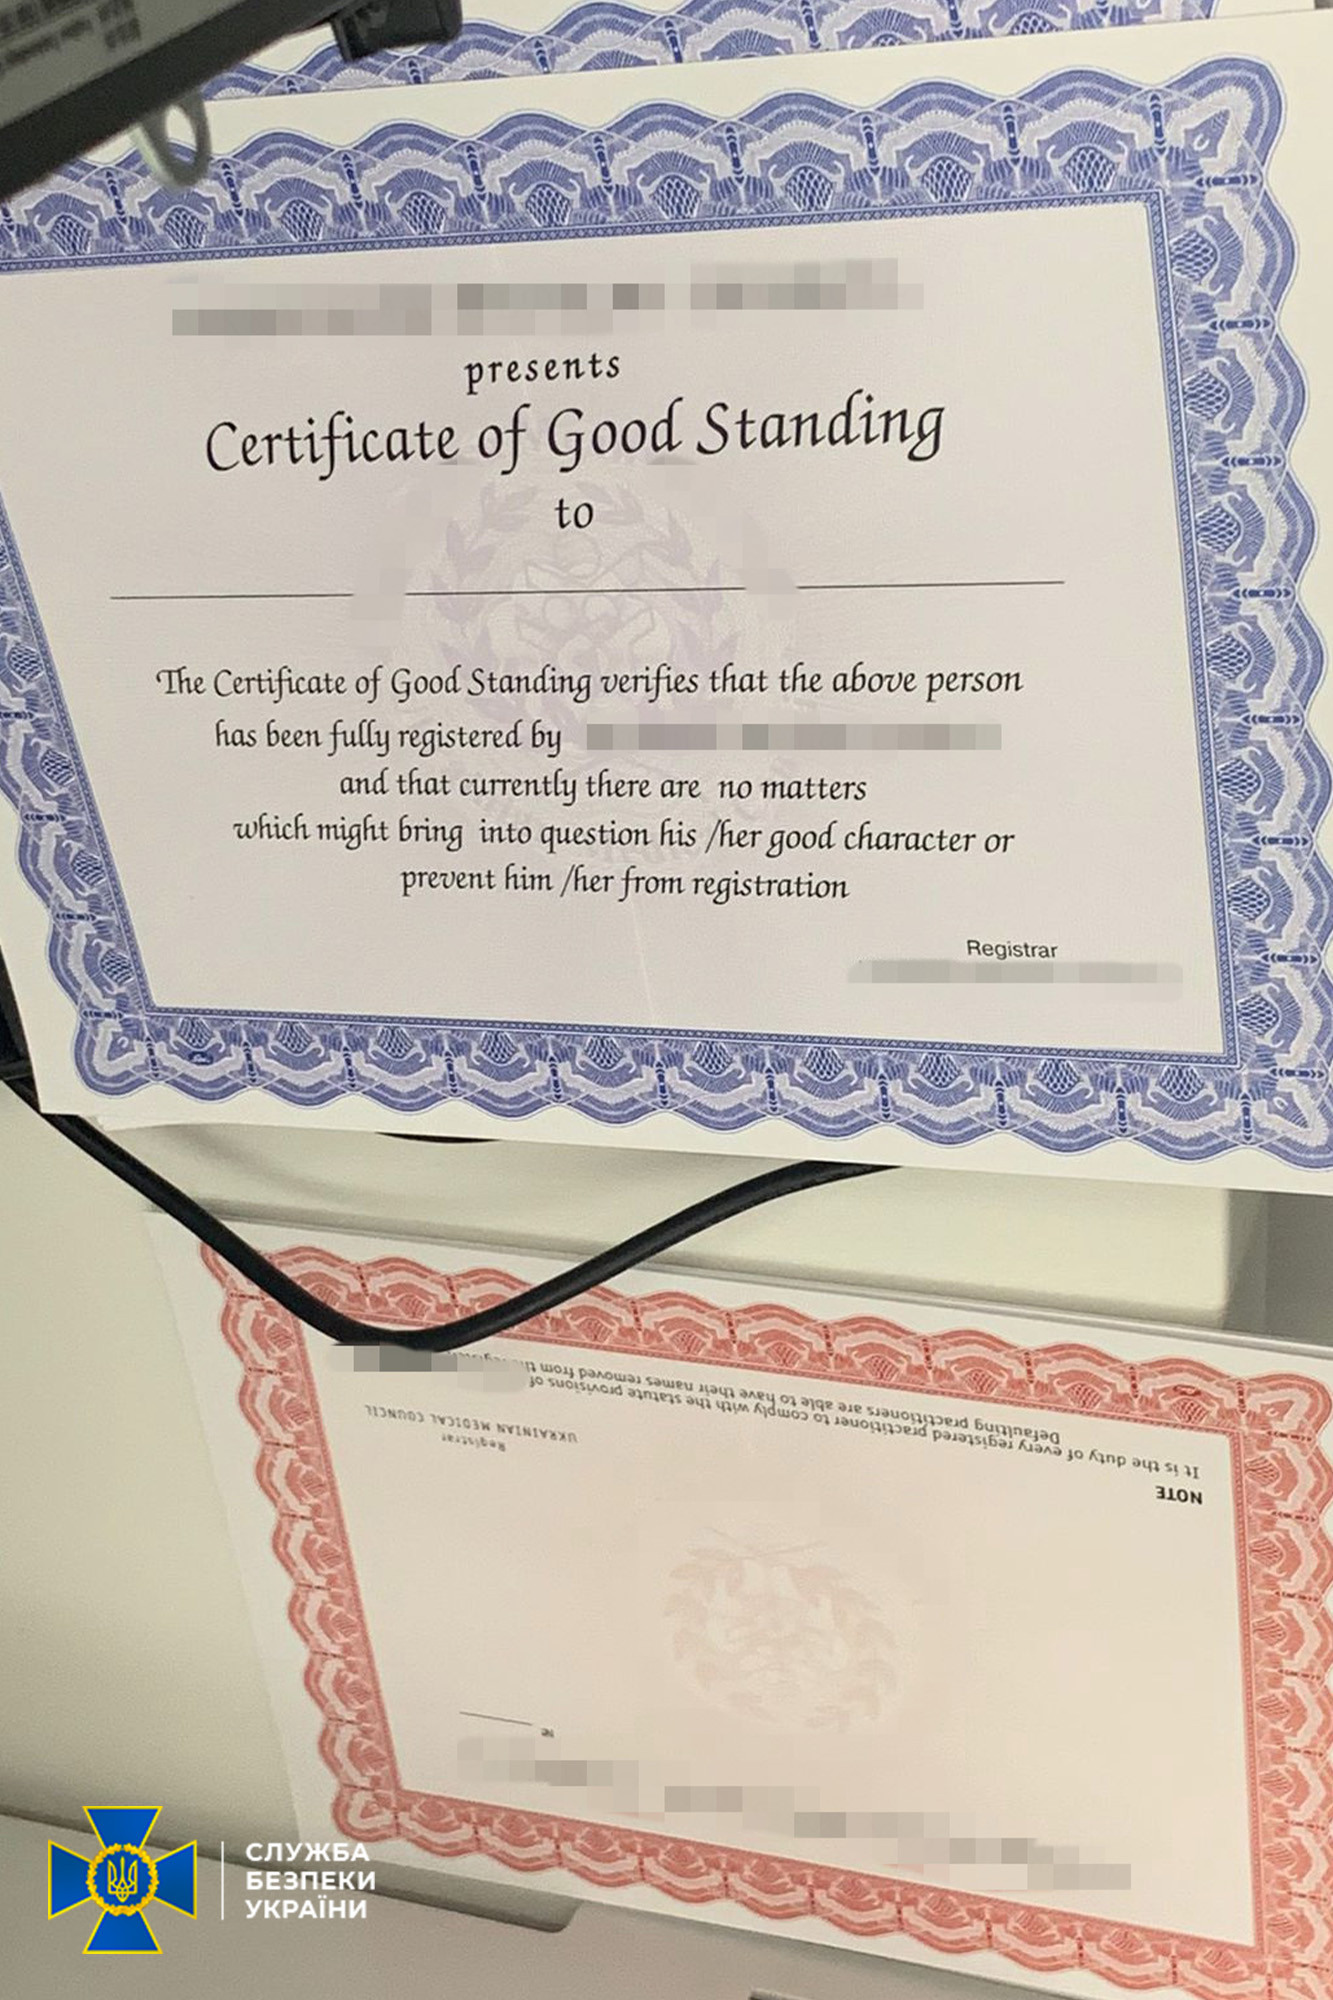 presents
Certificate of Good Standing
to
The Certificate of Good Standing verifies that the above person
has been fully registered by
and that currently there are no matters
which might bring into question his /her good character or
prevent him /her from registration
Registrar
№
Registrar
UKRAINIAN MEDICAL COUNCIL
NOTE
It is the duty of every registered practitioner to comply with the statute provisions of
Defaulting practitioners are able to have their names removed from
СЛУЖБА
БЕЗПЕКИ
УКРАЇНИ